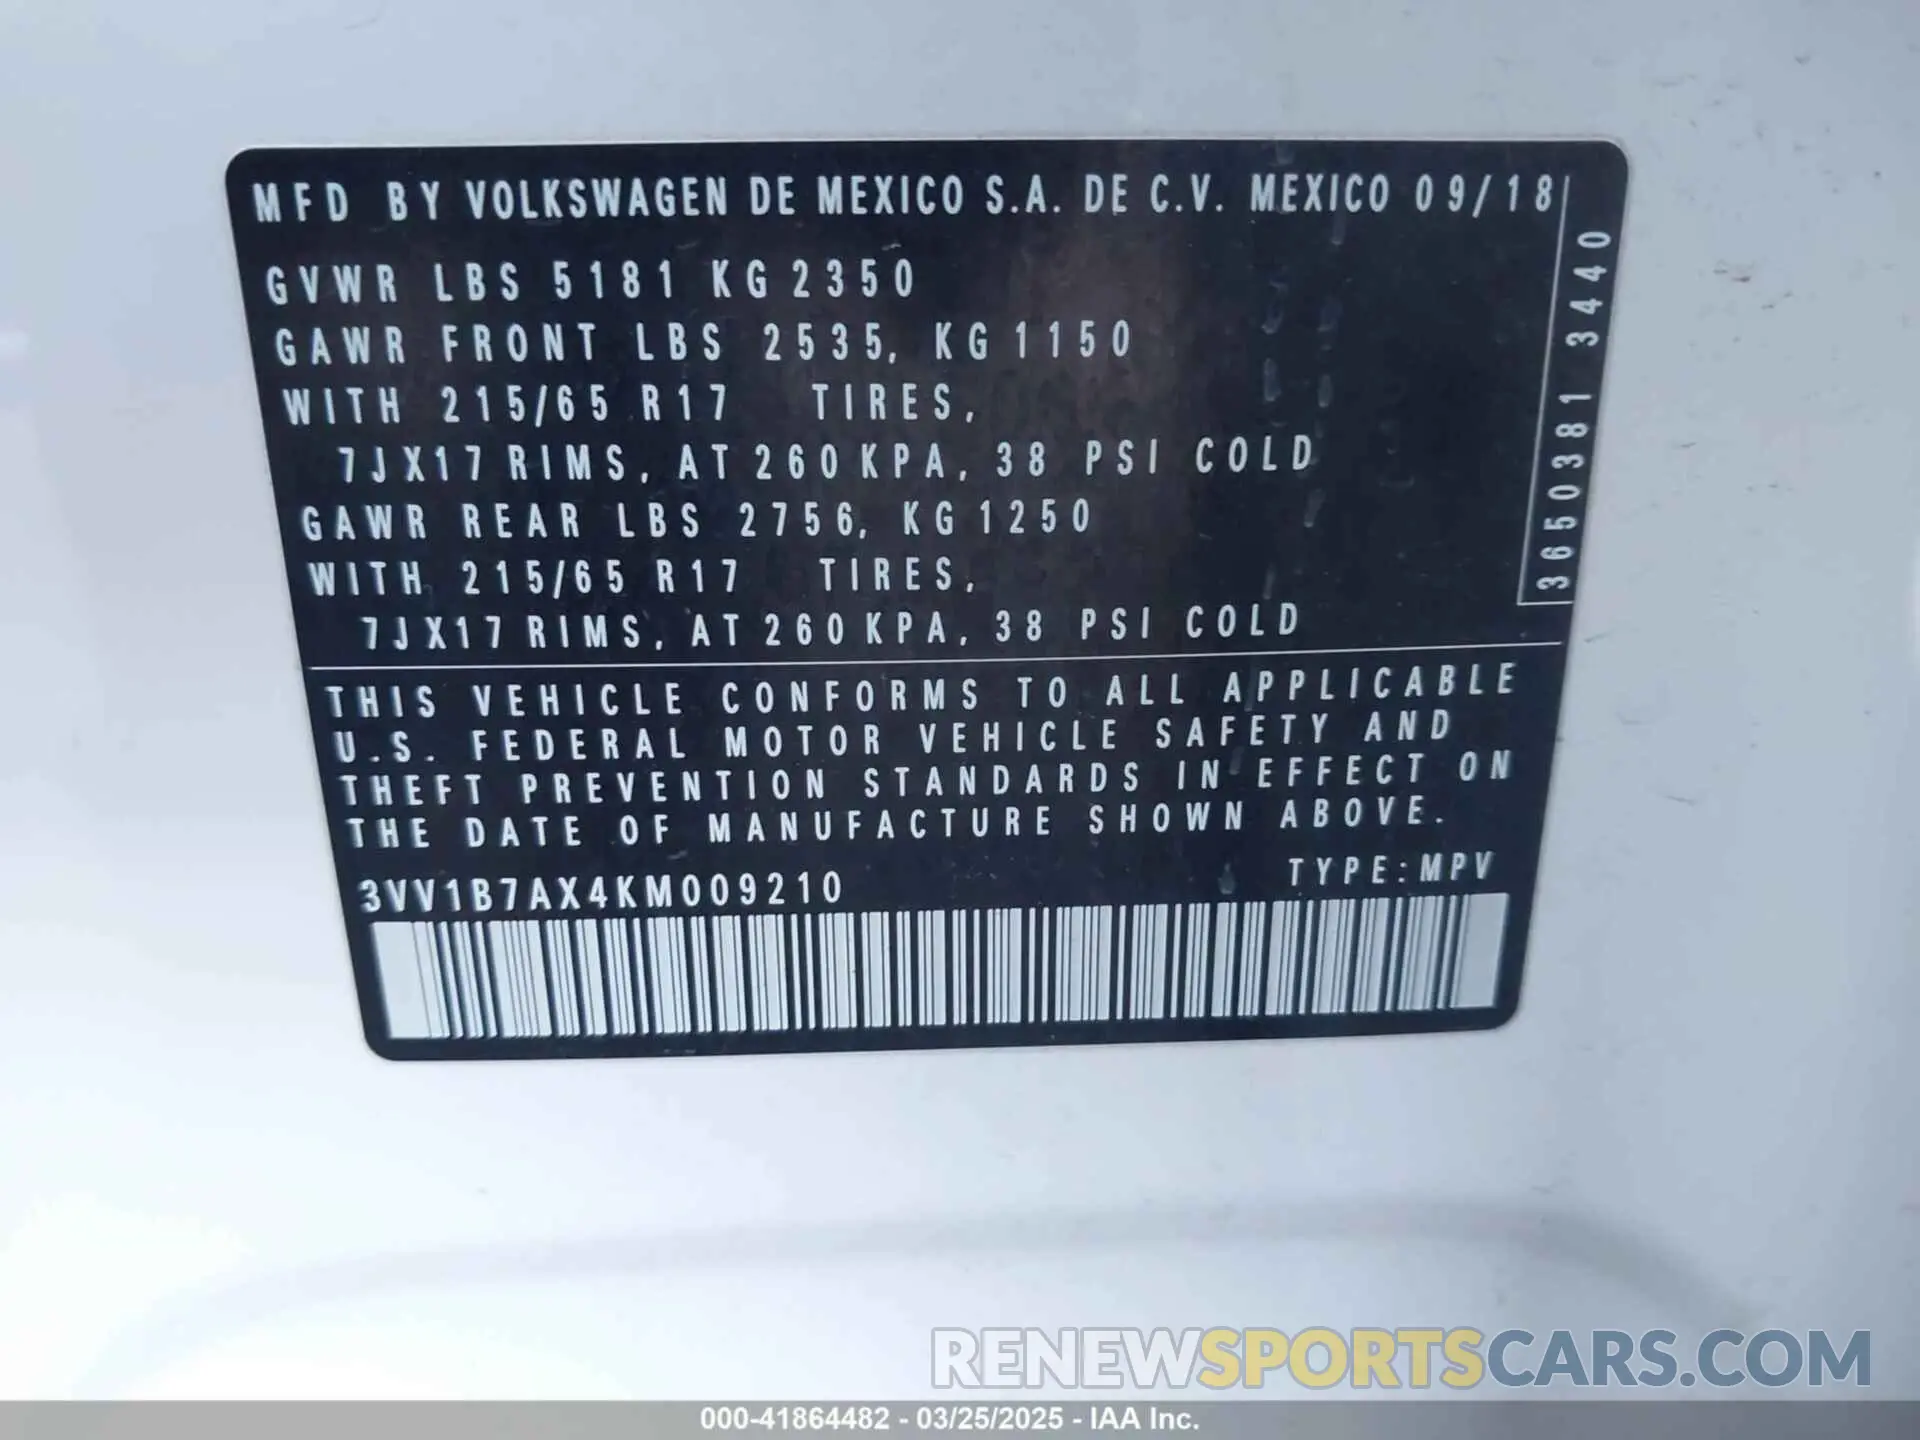 MFD BY VOLKSWAGEN DE MEXICO S.A. DE C.V. MEXICO 09/18
GVWR LBS 5181 KG 2350
GAWR FRONT LBS 2535, KG 1150
WITH 215/65 R17 TIRES,
7JX17 RIMS, AT 260 KPA, 38 PSI COLD
GAWR REAR LBS 2756, KG 1250
WITH 215/65 R17 TIRES,
7JX17 RIMS, AT 260 KPA, 38 PSI COLD
3650381 3440
THIS VEHICLE CONFORMS TO ALL APPLICABLE
U.S. FEDERAL MOTOR VEHICLE SAFETY AND
THEFT PREVENTION STANDARDS IN EFFECT ON
THE DATE OF MANUFACTURE SHOWN ABOVE.
3VV1B7AX4KM009210 TYPE:MPV
RENEWSPORTSCARS.COM
000-41864482 - 03/25/2025 - IAA Inc.